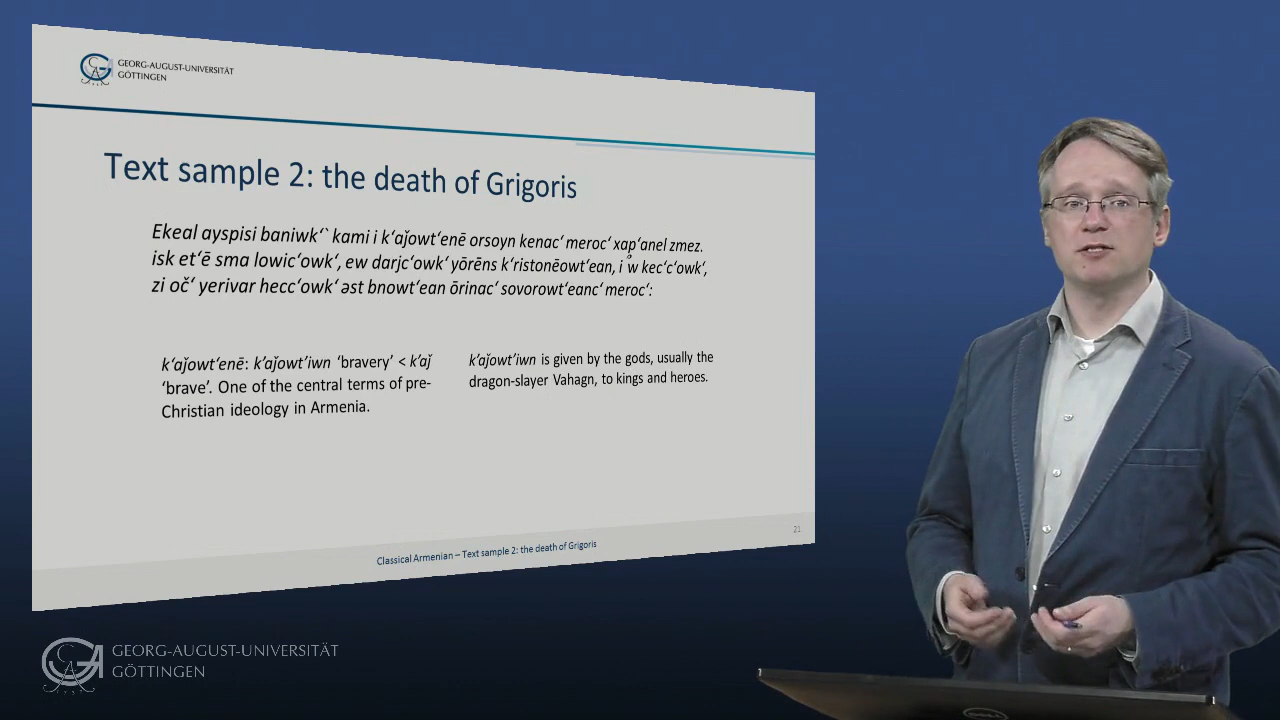 GEORG-AUGUST-UNIVERSITÄT
GÖTTINGEN
Text sample 2: the death of Grigoris
Ekeal ayspisi baniwkʻ` kami i kʻaǰowtʻenē orsoyn kenacʻ merocʻ xapʻanel zmez.
isk etʻē sma lowicʻowkʻ, ew darjcʻowkʻ yōrēns kʻristonēowtʻean, i ẘ kecʻcʻowkʻ,
zi očʻ yerivar heccʻowkʻ əst bnowtʻean ōrinacʻ sovorowtʻeancʻ merocʻ:
kʻaǰowtʻenē: kʻaǰowtʻiwn ‘bravery’ < kʻaǰ
‘brave’. One of the central terms of pre-
Christian ideology in Armenia.
kʻaǰowtʻiwn is given by the gods, usually the
dragon-slayer Vahagn, to kings and heroes.
21
Classical Armenian – Text sample 2: the death of Grigoris
GEORG-AUGUST-UNIVERSITÄT
GÖTTINGEN
DELL